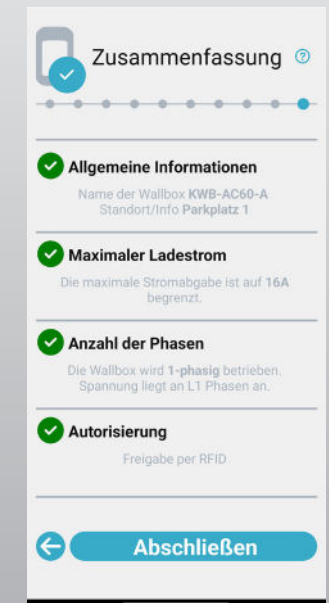 Zusammenfassung ?
Allgemeine Informationen
Name der Wallbox KWB-AC60-A
Standort/Info Parkplatz 1
Maximaler Ladestrom
Die maximale Stromabgabe ist auf 16A
begrenzt.
Anzahl der Phasen
Die Wallbox wird 1-phasig betrieben.
Spannung liegt an L1 Phasen an.
Autorisierung
Freigabe per RFID
Abschließen